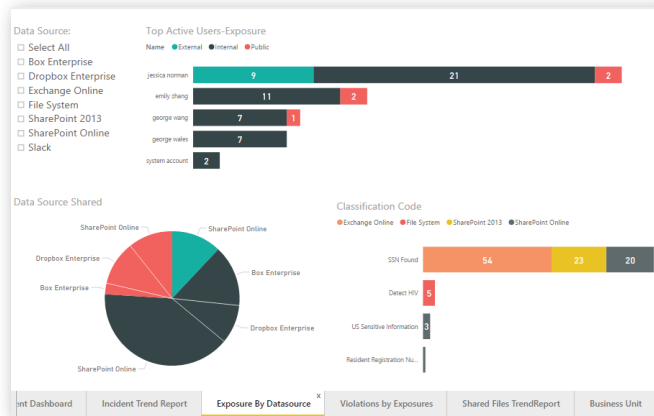 Data Source:
Select All
Box Enterprise
Dropbox Enterprise
Exchange Online
File System
SharePoint 2013
SharePoint Online
Slack
Top Active Users-Exposure
Name External Internal Public
jessica norman 9 21 2
emily zhang 11 2
george wang 7 1
george wales 7
system account 2
Data Source Shared
SharePoint Online
SharePoint Online
Dropbox Enterprise
Box Enterprise
Box Enterprise
Dropbox Enterprise
SharePoint Online
Classification Code
Exchange Online File System SharePoint 2013 SharePoint Online
SSN Found 54 23 20
Detect HIV 5
US Sensitive Information 3
Resident Registration Nu...
ent Dashboard Incident Trend Report Exposure By Datasource x Violations by Exposures Shared Files TrendReport Business Unit